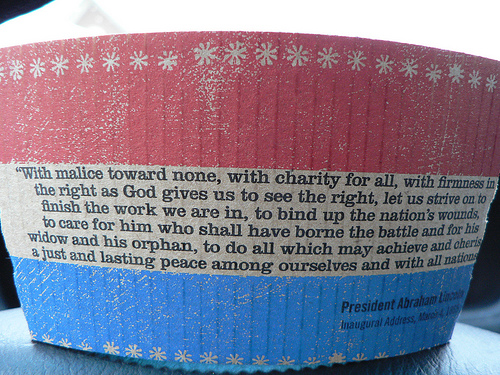 "With malice toward none, with charity for all, with firmness in
the right as God gives us to see the right, let us strive on to
finish the work we are in, to bind up the nation's wounds,
to care for him who shall have borne the battle and for his
widow and his orphan, to do all which may achieve and cheris
a just and lasting peace among ourselves and with all nations
President Abraham Lincoln
Inaugural Address, March 4,